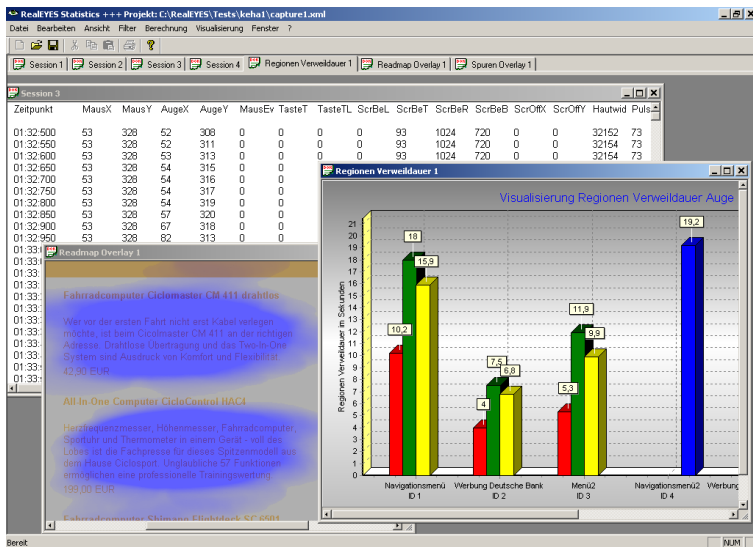 RealEYES Statistics +++ Projekt: C:\RealEYES\Tests\keha1\capture1.xml
Datei Bearbeiten Ansicht Filter Berechnung Visualisierung Fenster ?
Session 1 Session 2 Session 3 Session 4 Regionen Verweildauer 1 Readmap Overlay 1 Spuren Overlay 1
Session 3
Zeitpunkt MausX MausY AugeX AugeY MausEv TasteT TasteTL ScrBeL ScrBeT ScrBeR ScrBeB ScrOffX ScrOffY Hautwid Puls
01:32:500 53 328 52 308 0 0 0 0 93 1024 720 0 0 32152 73
01:32:550 53 328 52 311 0 0 0 0 93 1024 720 0 0 32154 73
01:32:600 53 328 53 313 0 0 0 0 93 1024 720 0 0 32154 73
01:32:650 53 328 54 315 0 0
01:32:700 53 328 54 316 0 0
01:32:750 53 328 54 317 0 0
01:32:800 53 328 54 319 0 0
01:32:850 53 328 57 320 0 0
01:32:900 53 328 67 318 0 0
01:32:950 53 328 82 313 0 0
Readmap Overlay 1
Fahrradcomputer Ciclomaster CM 411 drahtlos
Wer vor der ersten Fahrt nicht erst Kabel verlegen
möchte, ist beim Cicolmaster CM 411 an der richtigen
Adresse. Drahtlose Übertragung und das Two-In-One
System sind Ausdruck von Komfort und Flexibilität.
42,90 EUR
All-In-One Computer CicloControl HAC4
Herzfrequenzmesser, Höhenmesser, Fahrradcomputer,
Sportuhr und Thermometer in einem Gerät - voll des
Lobes ist die Fachpresse für dieses Spitzenmodell aus
dem Hause Ciclosport. Unglaubliche 57 Funktionen
ermöglichen eine professionelle Trainingswertung.
199,00 EUR
Fahrradcomputer Shimano Flightdeck SC 6501
Regionen Verweildauer 1
Visualisierung Regionen Verweildauer Auge
Regionen Verweildauer in Sekunden
21
20
19
18
17
16
15
14
13
12
11
10
9
8
7
6
5
4
3
2
1
0
10,2 18 15,9
4 7,5 6,8
5,3 11,9 9,9
19,2
Navigationsmenü Werbung Deutsche Bank Menü2 Navigationsmenü2 Werbung
ID 1 ID 2 ID 3 ID 4
Bereit NUM